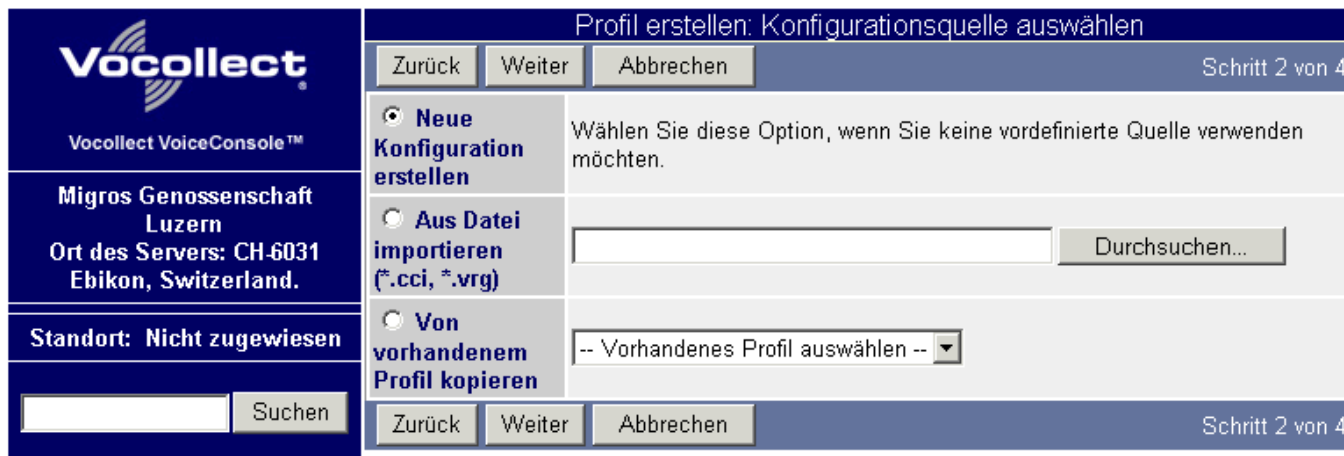 Vocollect
®
Vocollect VoiceConsole™
Migros Genossenschaft
Luzern
Ort des Servers: CH-6031
Ebikon, Switzerland.
Standort: Nicht zugewiesen
Suchen
Profil erstellen: Konfigurationsquelle auswählen
Zurück Weiter Abbrechen Schritt 2 von 4
Neue
Konfiguration
erstellen
Wählen Sie diese Option, wenn Sie keine vordefinierte Quelle verwenden
möchten.
Aus Datei
importieren
(*.cci, *.vrg)
Durchsuchen...
Von
vorhandenem
Profil kopieren
-- Vorhandenes Profil auswählen --
Zurück Weiter Abbrechen Schritt 2 von 4